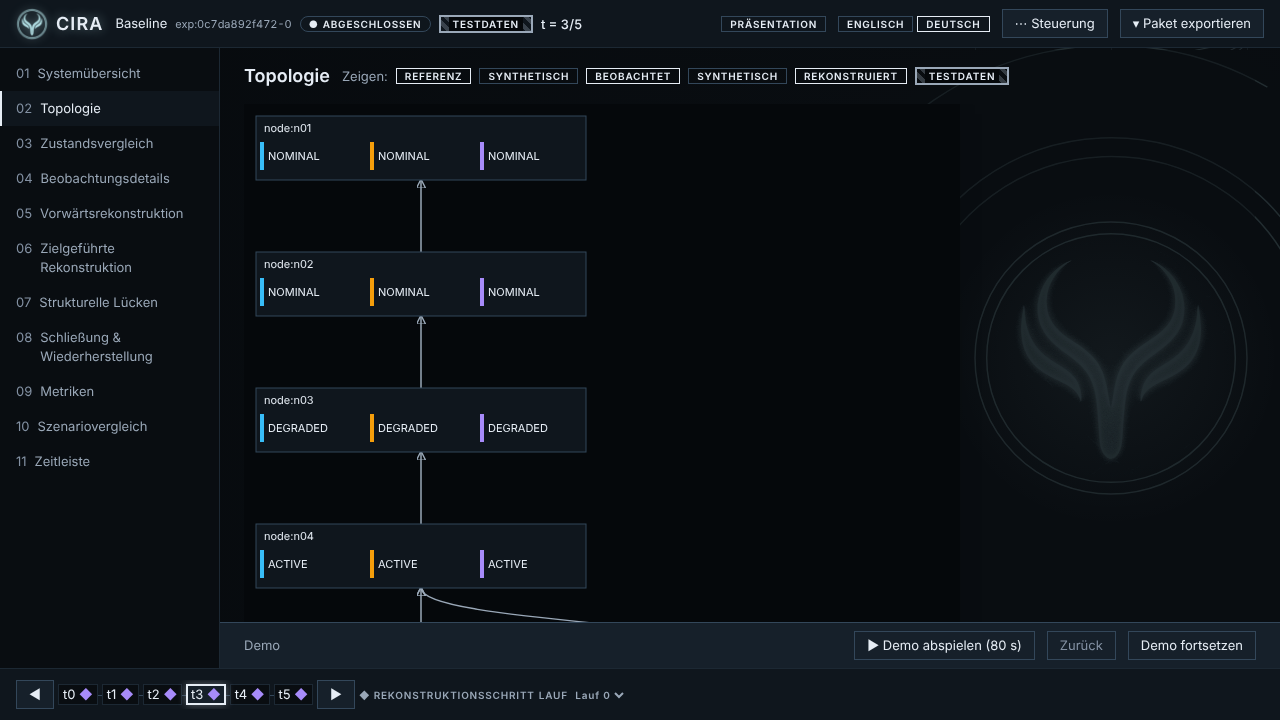 CIRA Baseline exp:0c7da892f472-0 ● ABGESCHLOSSEN TESTDATEN t = 3/5 PRÄSENTATION ENGLISCH DEUTSCH ··· Steuerung ▾ Paket exportieren
01 Systemübersicht
02 Topologie
03 Zustandsvergleich
04 Beobachtungsdetails
05 Vorwärtsrekonstruktion
06 Zielgeführte
Rekonstruktion
07 Strukturelle Lücken
08 Schließung &
Wiederherstellung
09 Metriken
10 Szenariovergleich
11 Zeitleiste
Topologie Zeigen: REFERENZ SYNTHETISCH BEOBACHTET SYNTHETISCH REKONSTRUIERT TESTDATEN
node:n01
NOMINAL NOMINAL NOMINAL
node:n02
NOMINAL NOMINAL NOMINAL
node:n03
DEGRADED DEGRADED DEGRADED
node:n04
ACTIVE ACTIVE ACTIVE
Demo ▶ Demo abspielen (80 s) Zurück Demo fortsetzen
◀ t0 ◆ t1 ◆ t2 ◆ t3 ◆ t4 ◆ t5 ◆ ▶ ◆ REKONSTRUKTIONSSCHRITT LAUF Lauf 0